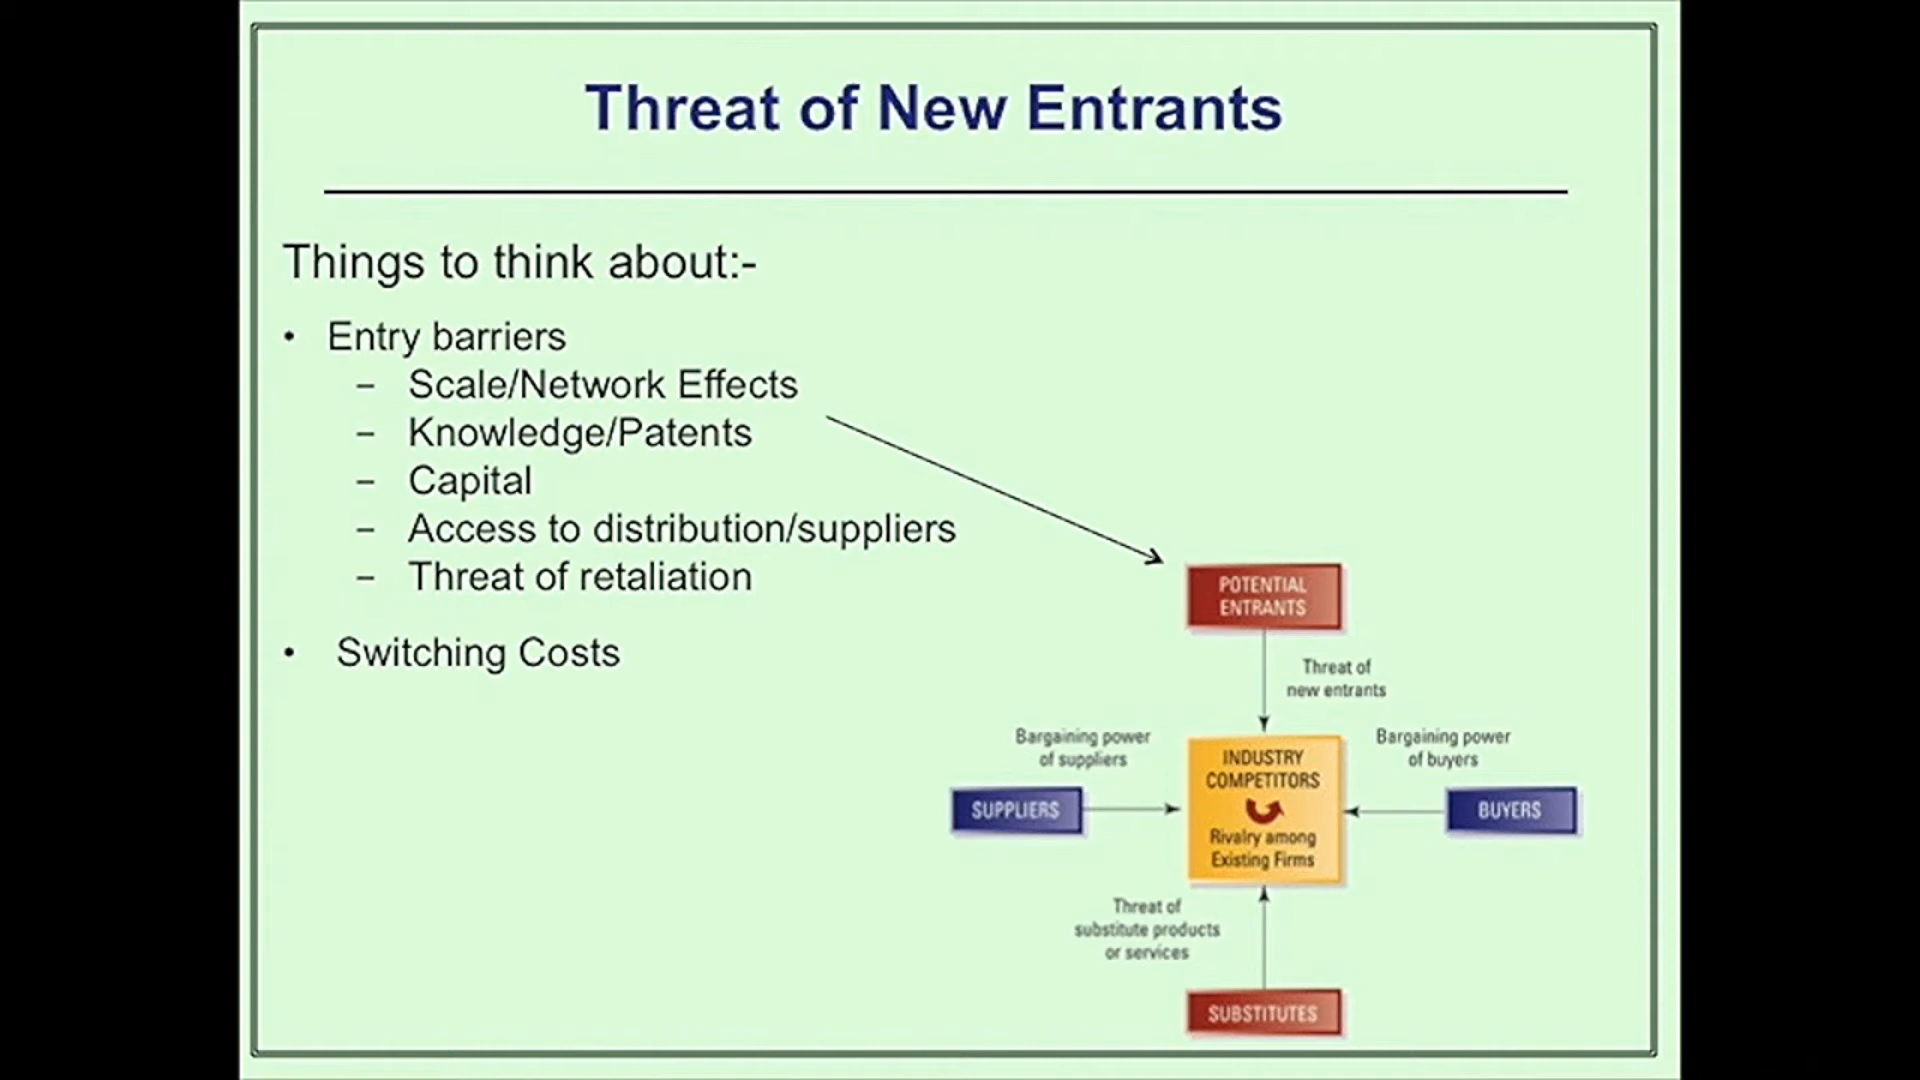 Threat of New Entrants
Things to think about:-
• Entry barriers
– Scale/Network Effects
– Knowledge/Patents
– Capital
– Access to distribution/suppliers
– Threat of retaliation
• Switching Costs
POTENTIAL
ENTRANTS
Threat of
new entrants
Bargaining power
of suppliers
Bargaining power
of buyers
SUPPLIERS
INDUSTRY
COMPETITORS
Rivalry among
Existing Firms
BUYERS
Threat of
substitute products
or services
SUBSTITUTES